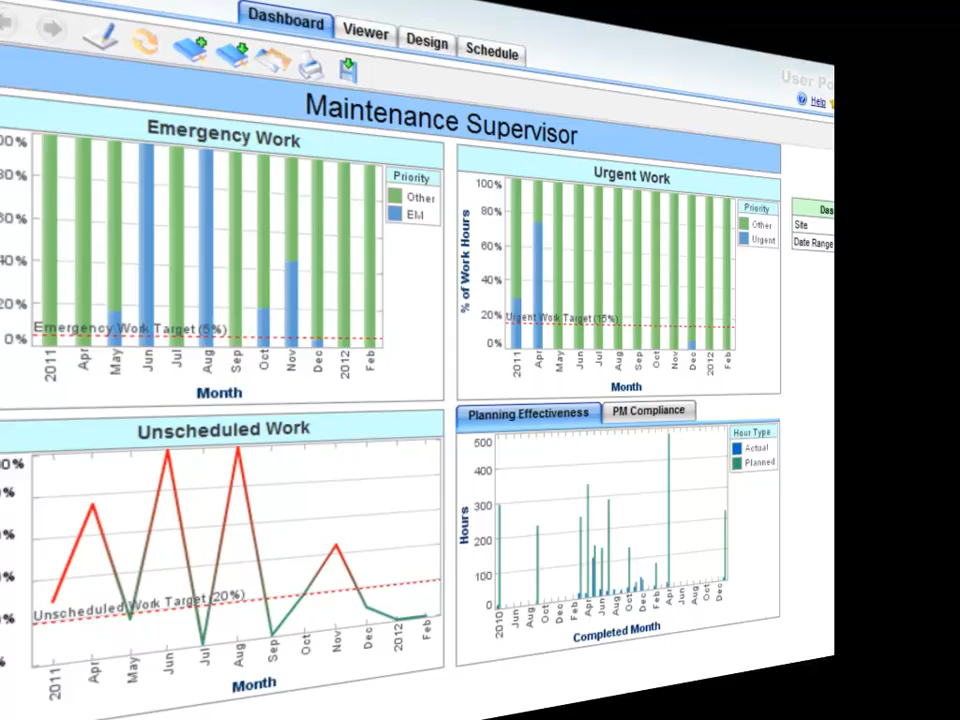 Dashboard
Viewer
Design
Schedule
User Po
Help
Maintenance Supervisor
Emergency Work
00%
80%
60%
40%
20%
0%
Emergency Work Target (5%)
2011 Apr May Jun Jul Aug Sep Oct Nov Dec 2012 Feb
Month
Priority
Other
EM
Urgent Work
% of Work Hours
100%
80%
60%
40%
20%
0%
Urgent Work Target (15%)
2011 Apr May Jun Jul Aug Sep Oct Nov Dec 2012 Feb
Month
Priority
Other
Urgent
Das
Site
Date Range
Unscheduled Work
0%
%
%
%
%
%
Unscheduled Work Target (20%)
2011 Apr May Jun Jul Aug Sep Oct Nov Dec 2012 Feb
Month
Planning Effectiveness
PM Compliance
Hours
500
400
300
200
100
0
2010 Jun Aug Oct Dec Feb Apr Jun Aug Oct Dec Feb Apr Jun Aug Oct Dec
Completed Month
Hour Type
Actual
Planned